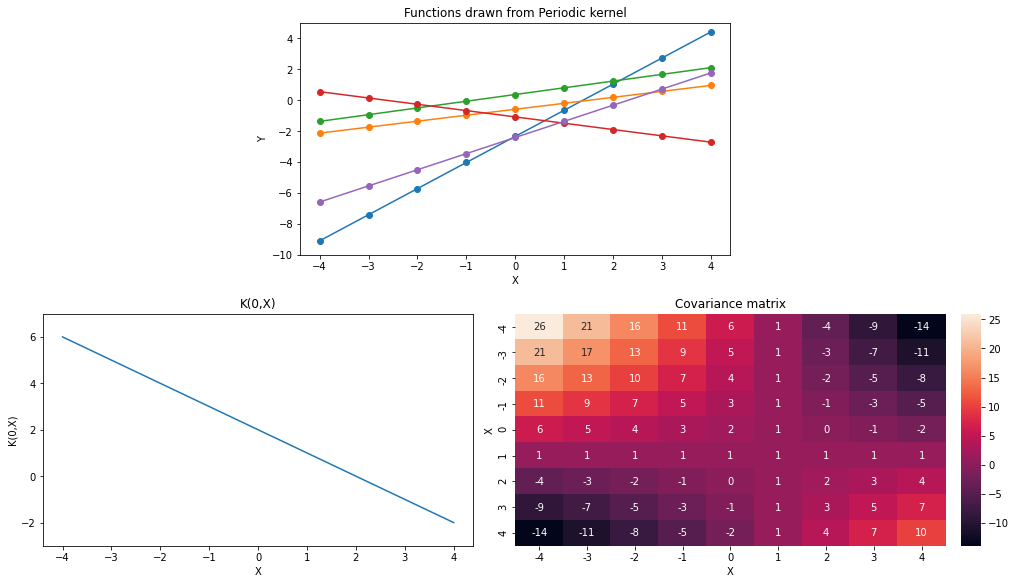 Functions drawn from Periodic kernel
4
2
0
−2
−4
−6
−8
−10
Y
−4 −3 −2 −1 0 1 2 3 4
X
K(0,X)
6
4
2
0
−2
K(0,X)
−4 −3 −2 −1 0 1 2 3 4
X
Covariance matrix
-4 26 21 16 11 6 1 -4 -9 -14
-3 21 17 13 9 5 1 -3 -7 -11
-2 16 13 10 7 4 1 -2 -5 -8
-1 11 9 7 5 3 1 -1 -3 -5
0 6 5 4 3 2 1 0 -1 -2
1 1 1 1 1 1 1 1 1 1
2 -4 -3 -2 -1 0 1 2 3 4
3 -9 -7 -5 -3 -1 1 3 5 7
4 -14 -11 -8 -5 -2 1 4 7 10
X
-4 -3 -2 -1 0 1 2 3 4
X
25
20
15
10
5
0
−5
−10